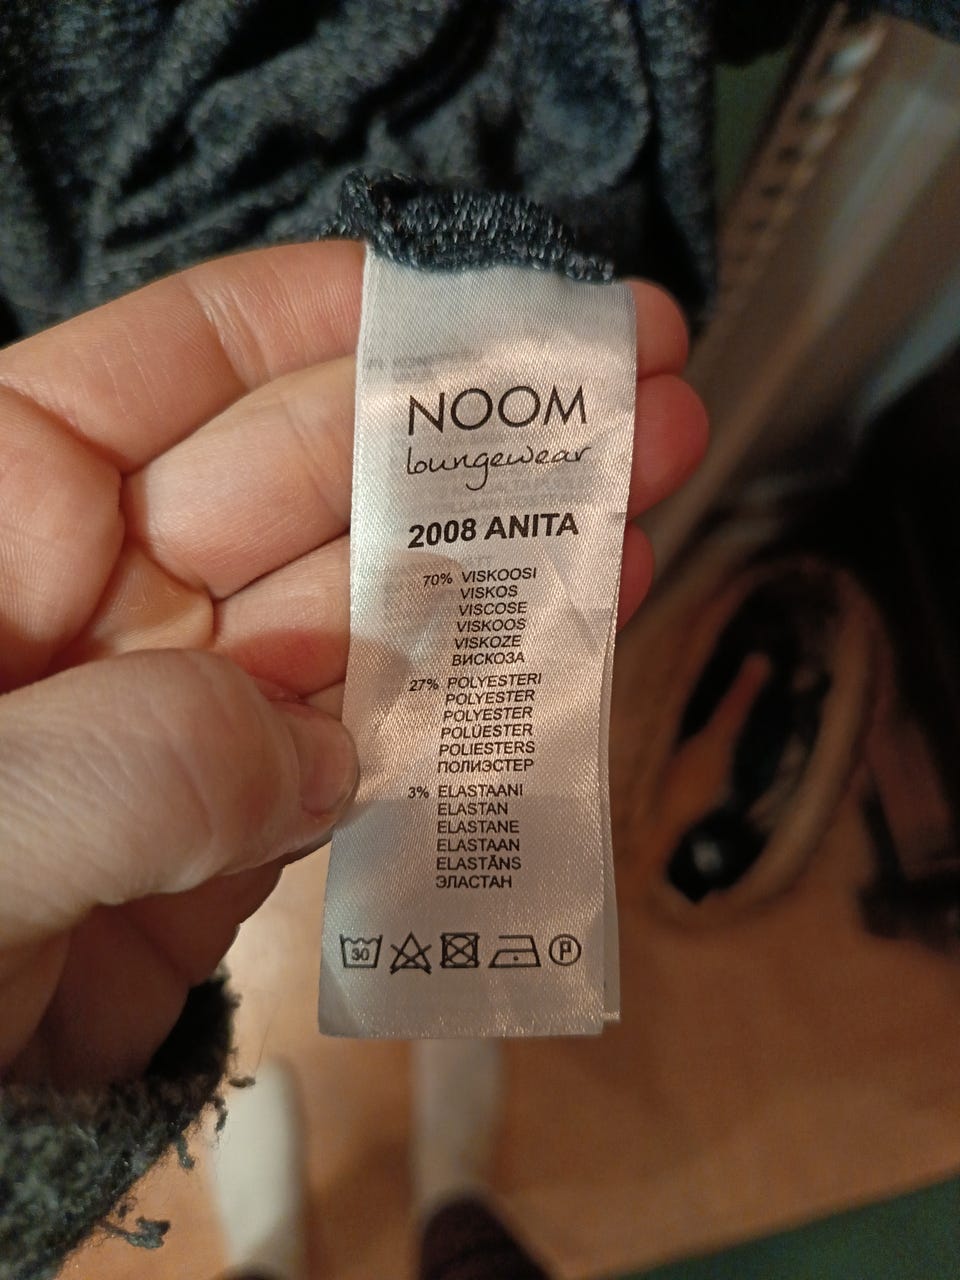 NOOM
loungewear
2008 ANITA
70% VISKOOSI
VISKOS
VISCOSE
VISKOOS
VISKOZE
ВИСКОЗА
27% POLYESTERI
POLYESTER
POLYESTER
POLÜESTER
POLIESTERS
ПОЛИЭСТЕР
3% ELASTAANI
ELASTAN
ELASTANE
ELASTAAN
ELASTĀNS
ЭЛАСТАН
30 P